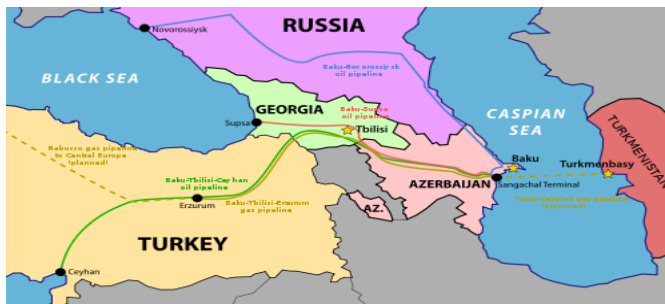 RUSSIA
Novorossiysk
BLACK SEA
Baku-Novorossiysk
oil pipeline
GEORGIA
Baku-Supsa
oil pipeline
Supsa
Tbilisi
CASPIAN
SEA
TURKMENISTAN
Nabucco gas pipeline
to Central Europe
(planned)
Baku-Tbilisi-Ceyhan
oil pipeline
Baku
Turkmenbasy
AZERBAIJAN
Sangachal Terminal
Erzurum
Baku-Tbilisi-Erzurum
gas pipeline
AZ.
Trans-Caspian gas pipeline
(proposed)
TURKEY
Ceyhan